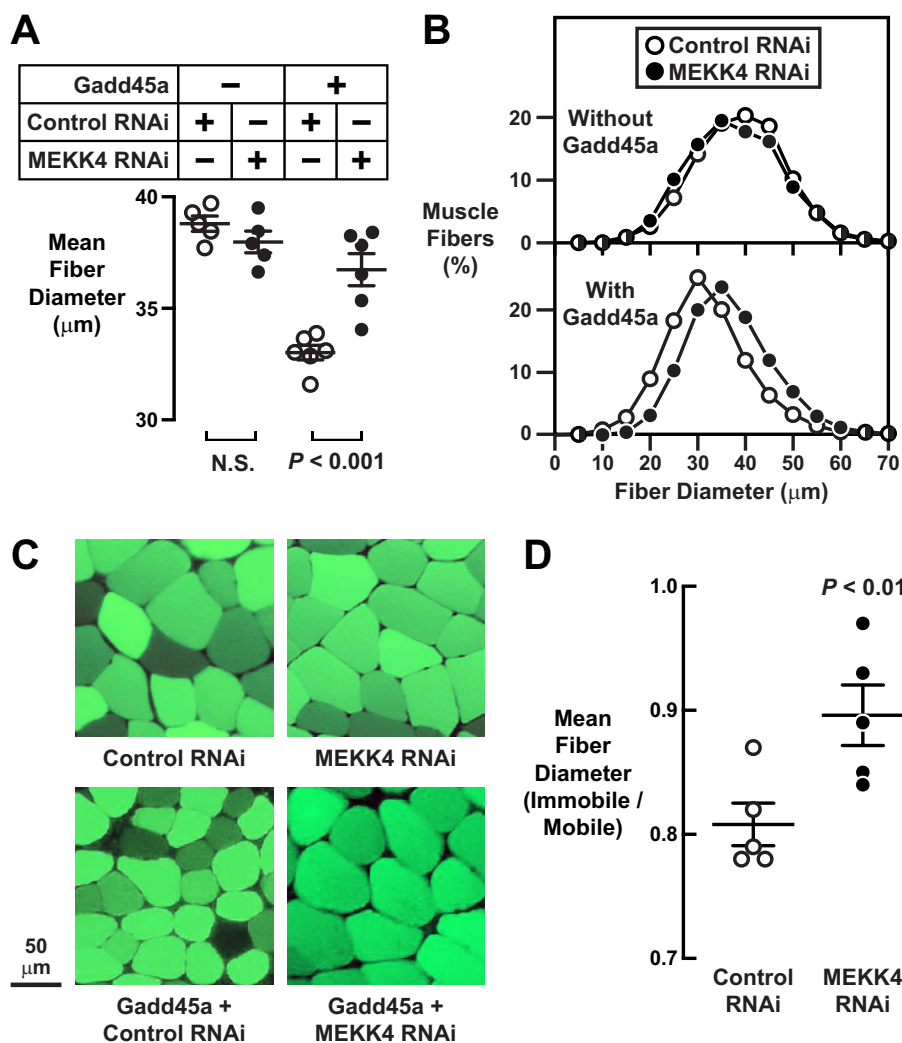 A
Gadd45a − +
Control RNAi + − + −
MEKK4 RNAi − + − +
Mean
Fiber
Diameter
(μm)
40
35
30
N.S.
P < 0.001
B
Control RNAi
MEKK4 RNAi
Without
Gadd45a
Muscle
Fibers
(%)
20
10
0
With
Gadd45a
20
10
0
0 10 20 30 40 50 60 70
Fiber Diameter (μm)
C
Control RNAi
MEKK4 RNAi
50
μm
Gadd45a +
Control RNAi
Gadd45a +
MEKK4 RNAi
D
P < 0.01
Mean
Fiber
Diameter
(Immobile /
Mobile)
1.0
0.9
0.8
0.7
Control
RNAi
MEKK4
RNAi